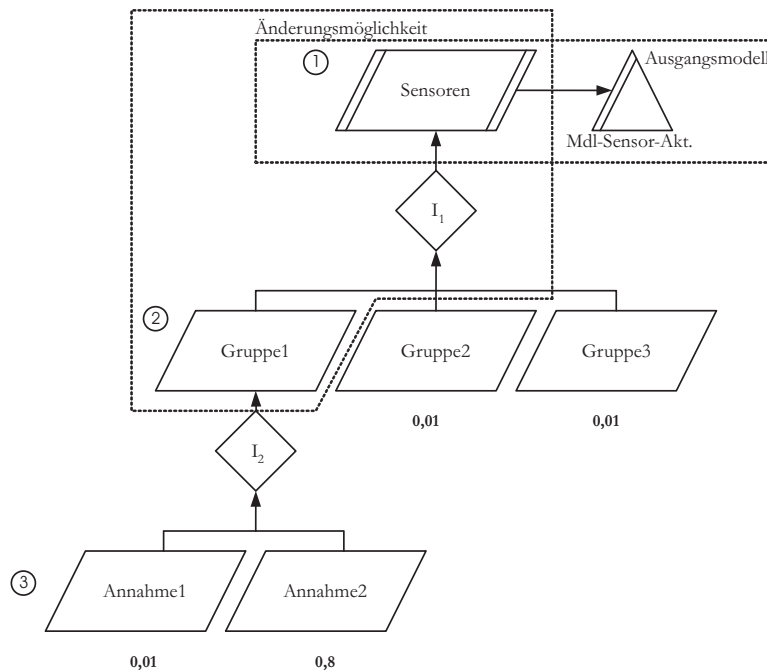 Änderungsmöglichkeit
1
Sensoren
Ausgangsmodell
Mdl-Sensor-Akt.
I1
2
Gruppe1
Gruppe2
Gruppe3
0,01
0,01
I2
3
Annahme1
Annahme2
0,01
0,8